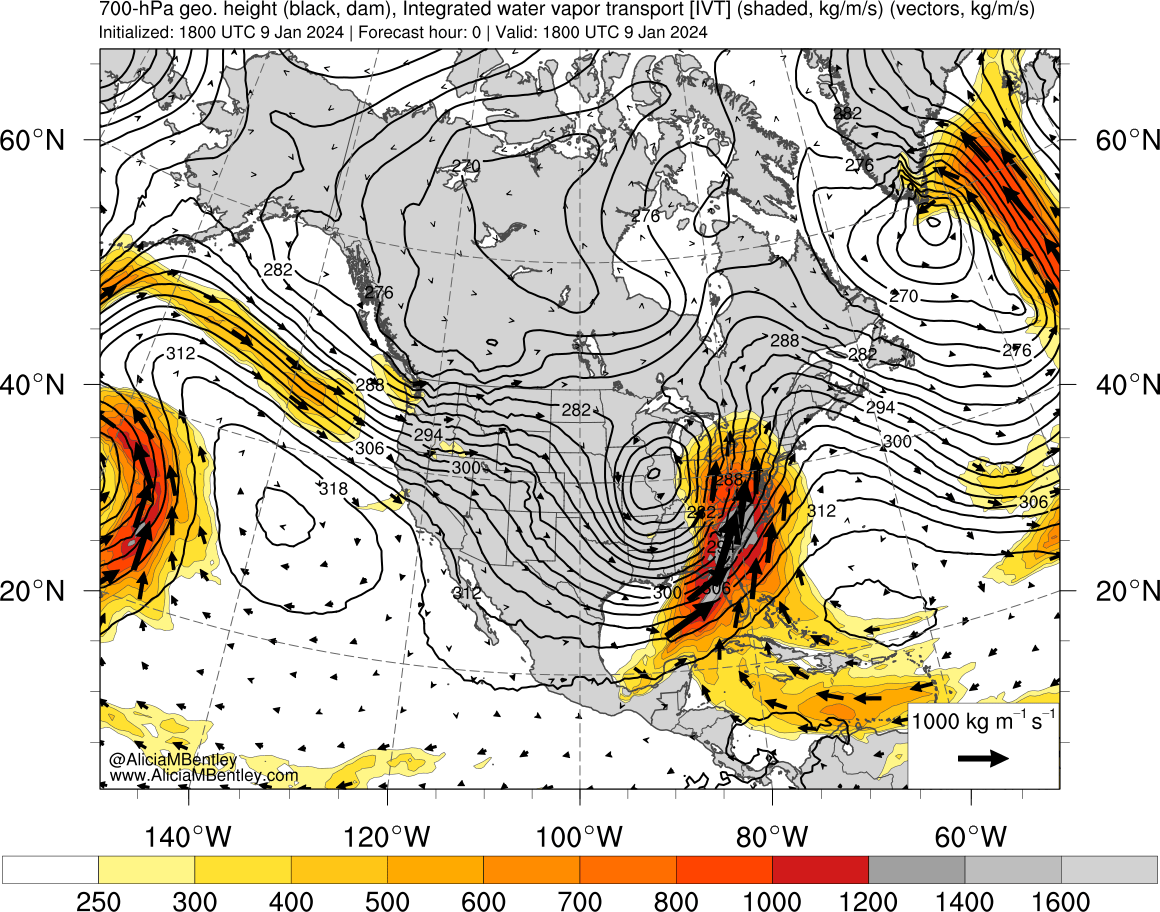 700-hPa geo. height (black, dam), Integrated water vapor transport [IVT] (shaded, kg/m/s) (vectors, kg/m/s)
Initialized: 1800 UTC 9 Jan 2024 | Forecast hour: 0 | Valid: 1800 UTC 9 Jan 2024
282
60°N 60°N
276
270
276
282
276 270
288
312 282 276
40°N 288 40°N
282 294
294
306 300
300
288
318 306
282 312
20°N 312 300 306 20°N
1000 kg m−1 s−1
@AliciaMBentley
www.AliciaMBentley.com
140°W 120°W 100°W 80°W 60°W
250 300 400 500 600 700 800 1000 1200 1400 1600